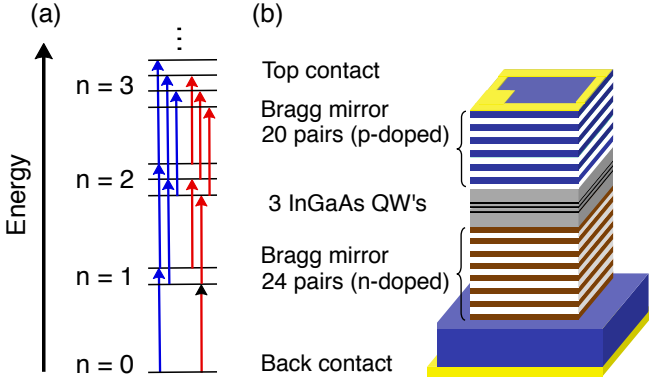 (a)
Energy
⋮
n = 3
n = 2
n = 1
n = 0
(b)
Top contact
Bragg mirror
20 pairs (p-doped)
3 InGaAs QW's
Bragg mirror
24 pairs (n-doped)
Back contact